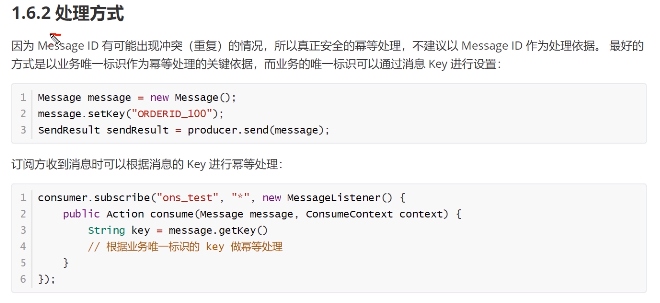 1.6.2 处理方式
因为 Message ID 有可能出现冲突（重复）的情况，所以真正安全的幂等处理，不建议以 Message ID 作为处理依据。 最好的
方式是以业务唯一标识作为幂等处理的关键依据，而业务的唯一标识可以通过消息 Key 进行设置：
1 Message message = new Message();
2 message.setKey("ORDERID_100");
3 SendResult sendResult = producer.send(message);
订阅方收到消息时可以根据消息的 Key 进行幂等处理：
1 consumer.subscribe("ons_test", "*", new MessageListener() {
2     public Action consume(Message message, ConsumeContext context) {
3         String key = message.getKey()
4         // 根据业务唯一标识的 key 做幂等处理
5     }
6 });